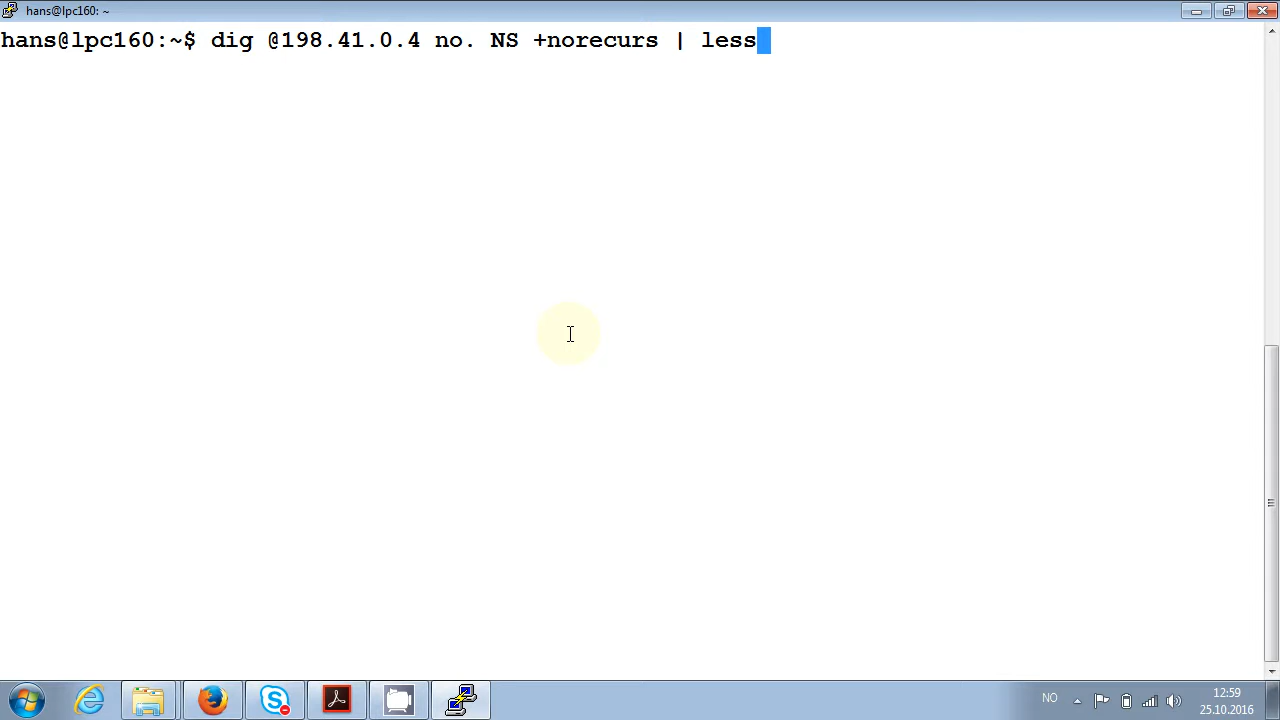 hans@lpc160: ~
hans@lpc160:~$ dig @198.41.0.4 no. NS +norecurs | less
NO
12:59
25.10.2016